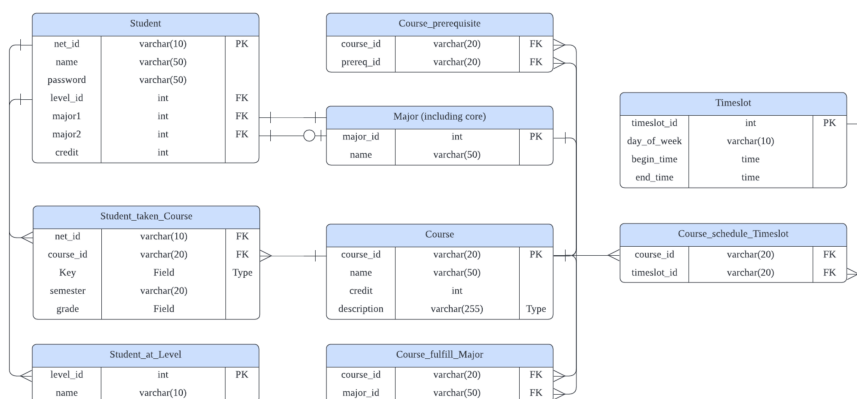 Student
net_id varchar(10) PK
name varchar(50)
password varchar(50)
level_id int FK
major1 int FK
major2 int FK
credit int
Course_prerequisite
course_id varchar(20) FK
prereq_id varchar(20) FK
Major (including core)
major_id int PK
name varchar(50)
Timeslot
timeslot_id int PK
day_of_week varchar(10)
begin_time time
end_time time
Student_taken_Course
net_id varchar(10) FK
course_id varchar(20) FK
Key Field Type
semester varchar(20)
grade Field
Course
course_id varchar(20) PK
name varchar(50)
credit int
description varchar(255) Type
Course_schedule_Timeslot
course_id varchar(20) FK
timeslot_id varchar(20) FK
Student_at_Level
level_id int PK
name varchar(10)
Course_fulfill_Major
course_id varchar(20) FK
major_id varchar(50) FK